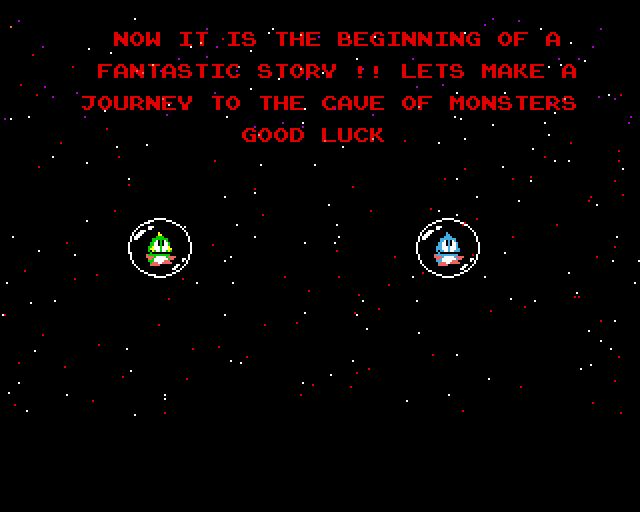 NOW IT IS THE BEGINNING OF A
FANTASTIC STORY !! LETS MAKE A
JOURNEY TO THE CAVE OF MONSTERS
GOOD LUCK